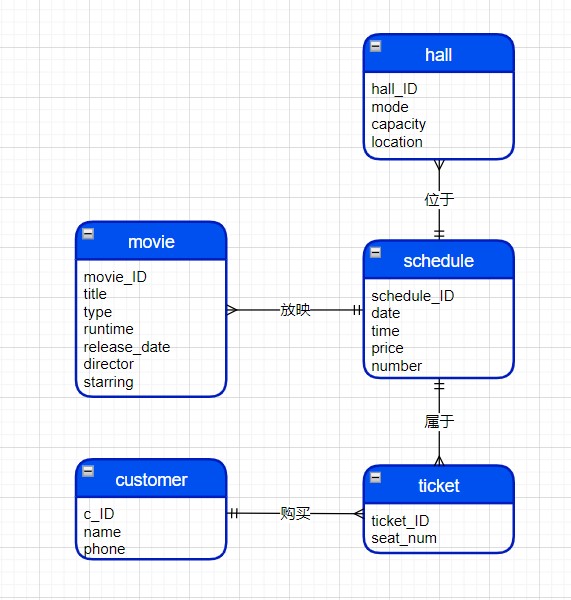 hall
hall_ID
mode
capacity
location
位于
movie
movie_ID
title
type
runtime
release_date
director
starring
放映
schedule
schedule_ID
date
time
price
number
属于
customer
c_ID
name
phone
购买
ticket
ticket_ID
seat_num